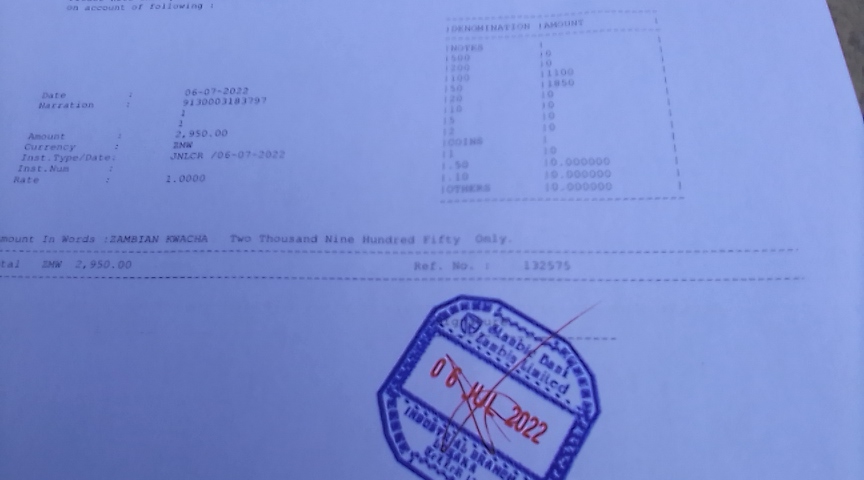 on account of following :
Date : 06-07-2022
Narration : 9130003183797
1
1
Amount : 2,950.00
Currency : ZMW
Inst.Type/Date: JNLCR /06-07-2022
Inst.Num :
Rate : 1.0000
|DENOMINATION |AMOUNT
|NOTES |
|500 |0
|200 |0
|100 |1100
|50 |1850
|20 |0
|10 |0
|5 |0
|2 |0
|COINS |
|1 |0
|.50 |0.000000
|.10 |0.000000
|OTHERS |0.000000
mount In Words :ZAMBIAN KWACHA Two Thousand Nine Hundred Fifty Only.
tal ZMW 2,950.00 Ref. No. : 132575
Stanbic Bank
Zambia Limited
06 JUL 2022
INDUSTRIAL BRANCH
LUSAKA